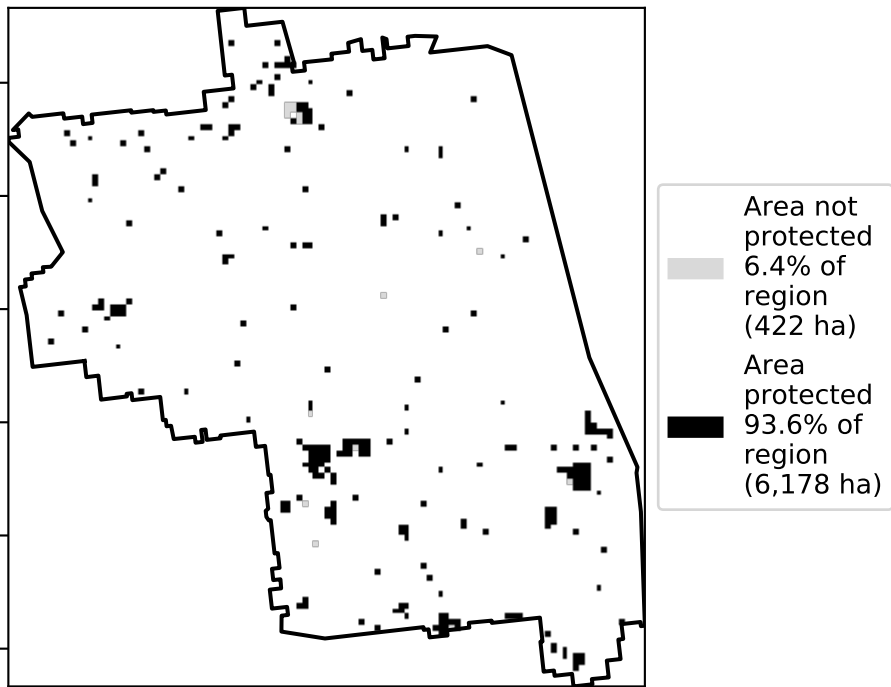 Area not
protected
6.4% of
region
(422 ha)
Area
protected
93.6% of
region
(6,178 ha)